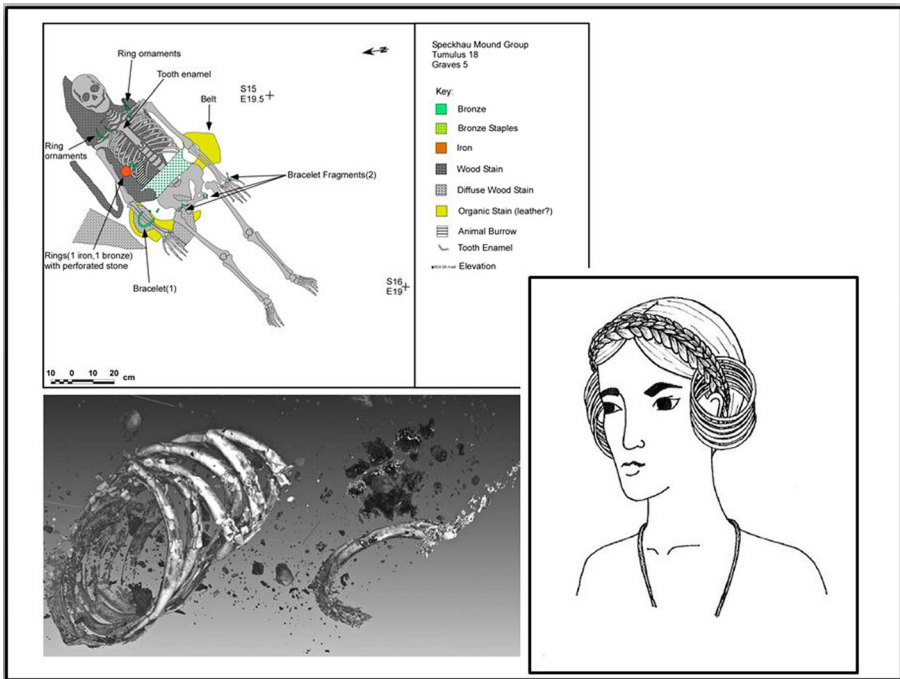 Ring ornaments
Tooth enamel
S15
E19.5
Belt
Ring
ornaments
Bracelet Fragments(2)
Rings(1 iron,1 bronze)
with perforated stone
Bracelet(1)
S16
E19
10 0 10 20 cm
Speckhau Mound Group
Tumulus 18
Graves 5
Key:
Bronze
Bronze Staples
Iron
Wood Stain
Diffuse Wood Stain
Organic Stain (leather?)
Animal Burrow
Tooth Enamel
Elevation